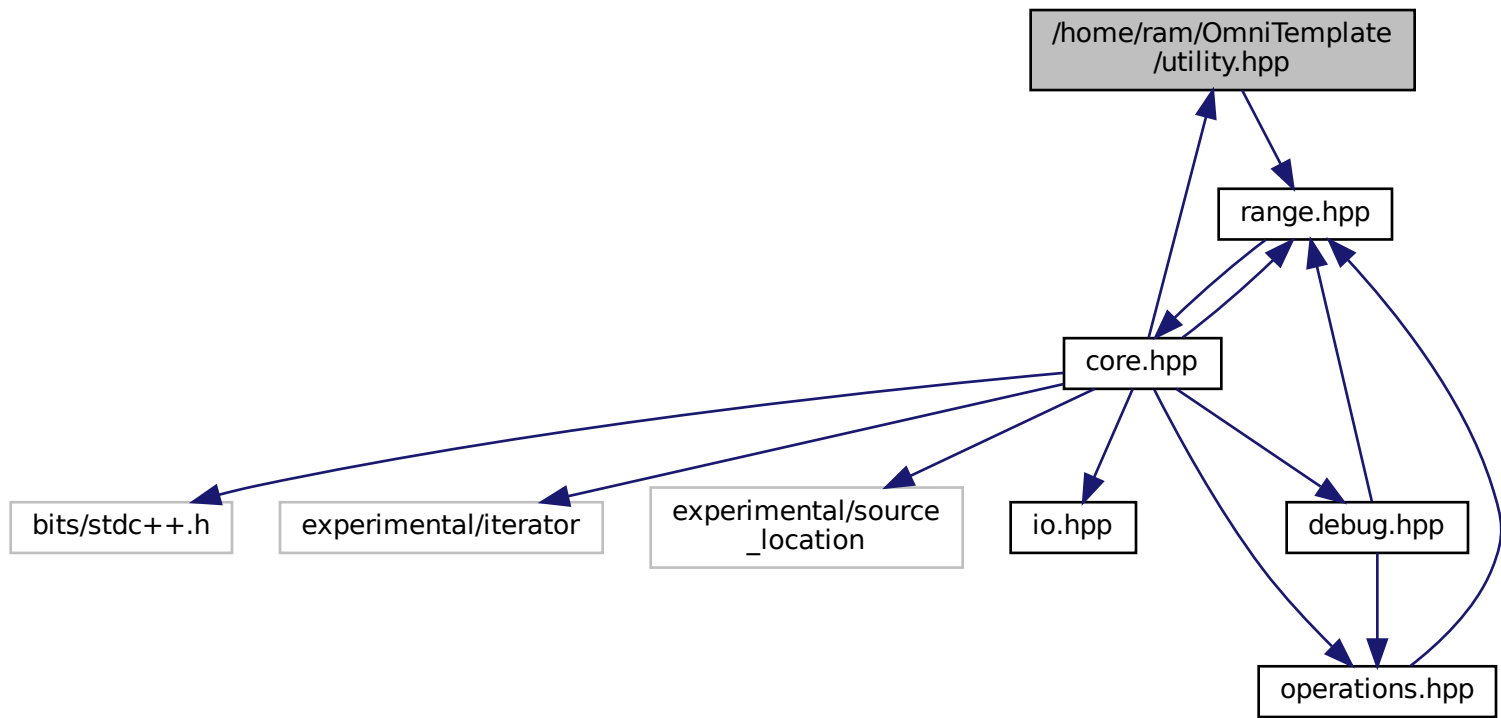 /home/ram/OmniTemplate
/utility.hpp
range.hpp
core.hpp
bits/stdc++.h
experimental/iterator
experimental/source
_location
io.hpp
debug.hpp
operations.hpp